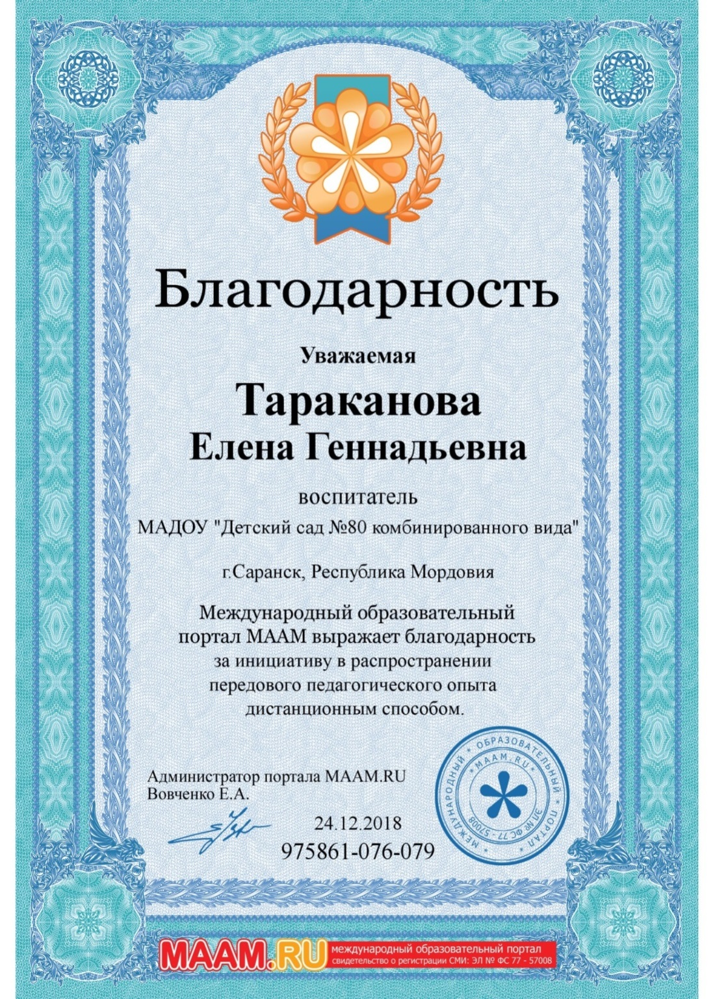 Благодарность
Уважаемая
Тараканова
Елена Геннадьевна
воспитатель
МАДОУ "Детский сад №80 комбинированного вида"
г.Саранск, Республика Мордовия
Международный образовательный
портал МААМ выражает благодарность
за инициативу в распространении
передового педагогического опыта
дистанционным способом.
Администратор портала МААМ.RU
Вовченко Е.А.
24.12.2018
975861-076-079
* МЕЖДУНАРОДНЫЙ * ОБРАЗОВАТЕЛЬНЫЙ * ПОРТАЛ *
* МААМ.RU *
ЭЛ № ФС 77 - 57008
MAAM.RU
международный образовательный портал
свидетельство о регистрации СМИ: ЭЛ № ФС 77 - 57008